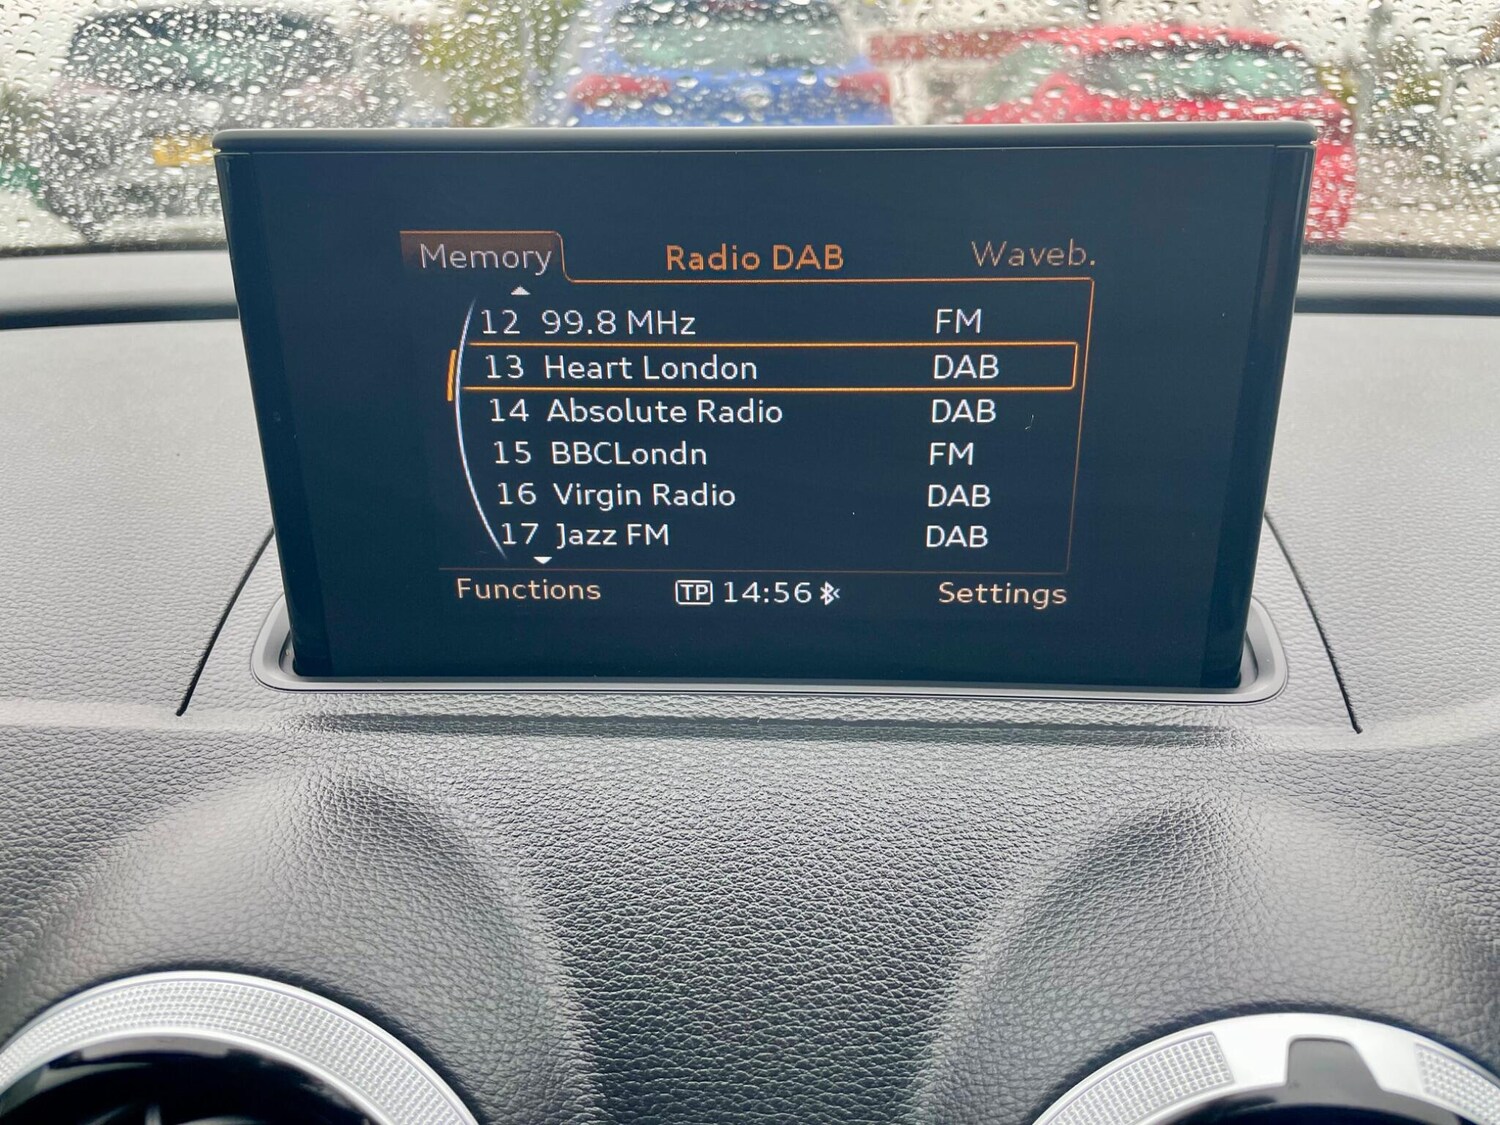 Memory Radio DAB Waveb.
12 99.8 MHz FM
13 Heart London DAB
14 Absolute Radio DAB
15 BBCLondn FM
16 Virgin Radio DAB
17 Jazz FM DAB
Functions TP 14:56 Settings